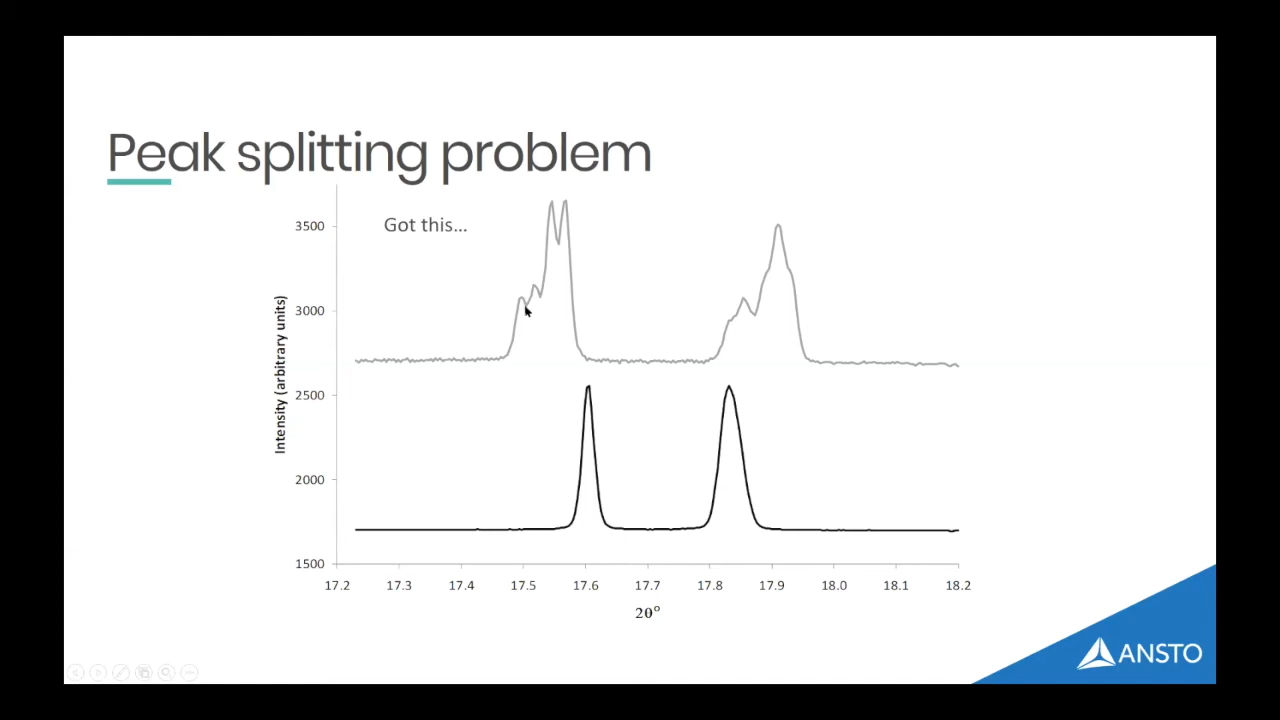 Peak splitting problem
Got this...
3500
3000
2500
2000
1500
Intensity (arbitrary units)
17.2 17.3 17.4 17.5 17.6 17.7 17.8 17.9 18.0 18.1 18.2
2θ°
ANSTO